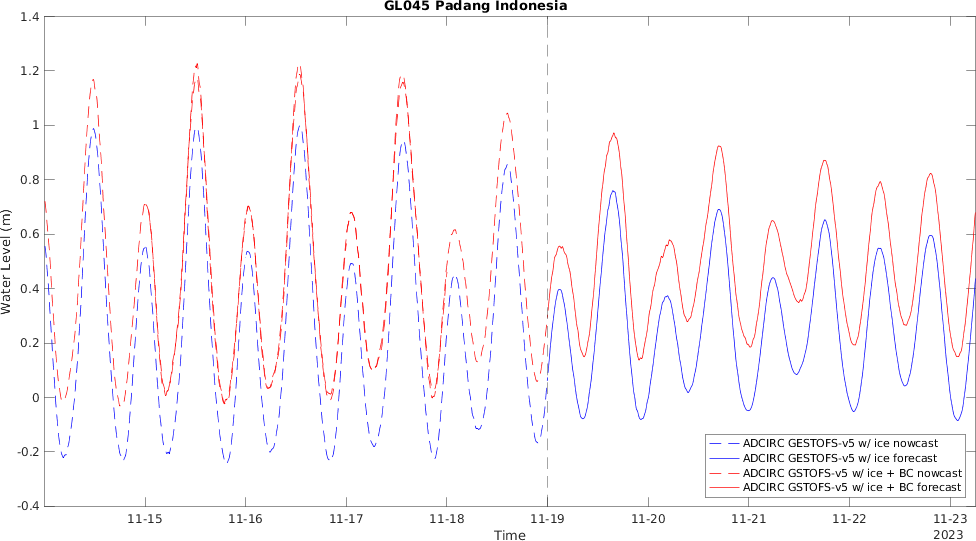 GL045 Padang Indonesia
1.4
1.2
1
0.8
0.6
0.4
0.2
0
-0.2
-0.4
Water Level (m)
11-15 11-16 11-17 11-18 11-19 11-20 11-21 11-22 11-23
2023
Time
ADCIRC GESTOFS-v5 w/ ice nowcast
ADCIRC GESTOFS-v5 w/ ice forecast
ADCIRC GSTOFS-v5 w/ ice + BC nowcast
ADCIRC GSTOFS-v5 w/ ice + BC forecast